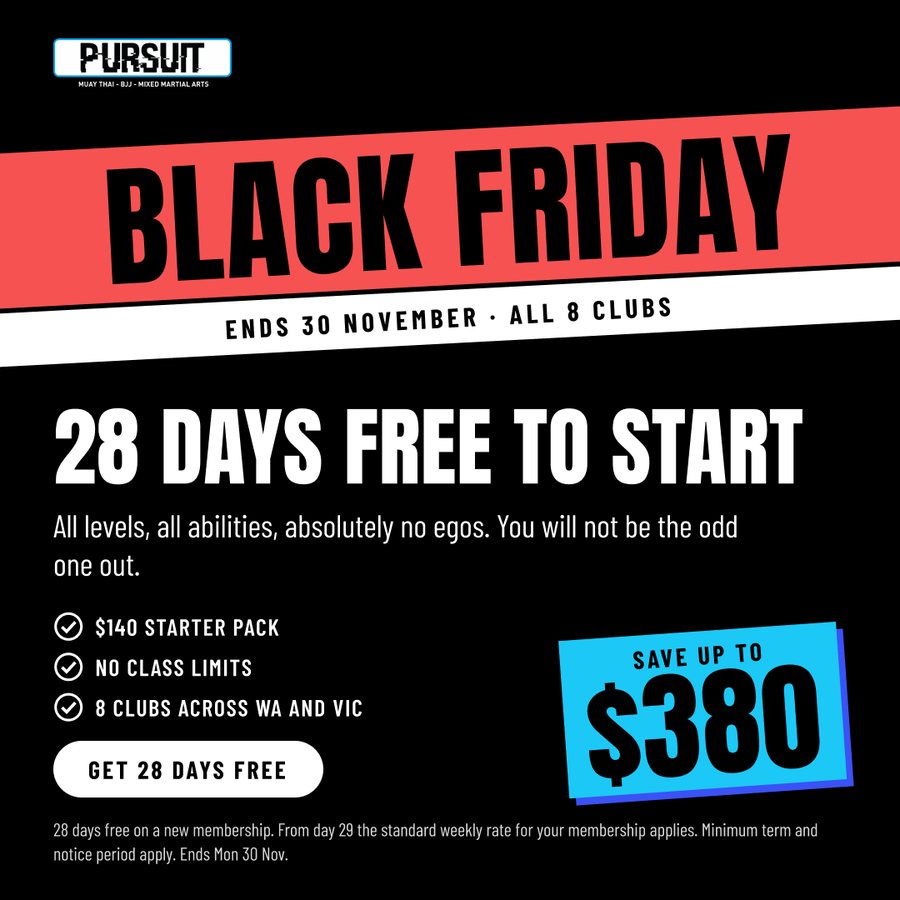 PURSUIT
MUAY THAI - BJJ - MIXED MARTIAL ARTS
BLACK FRIDAY
ENDS 30 NOVEMBER · ALL 8 CLUBS
28 DAYS FREE TO START
All levels, all abilities, absolutely no egos. You will not be the odd
one out.
$140 STARTER PACK
NO CLASS LIMITS
8 CLUBS ACROSS WA AND VIC
GET 28 DAYS FREE
SAVE UP TO
$380
28 days free on a new membership. From day 29 the standard weekly rate for your membership applies. Minimum term and
notice period apply. Ends Mon 30 Nov.